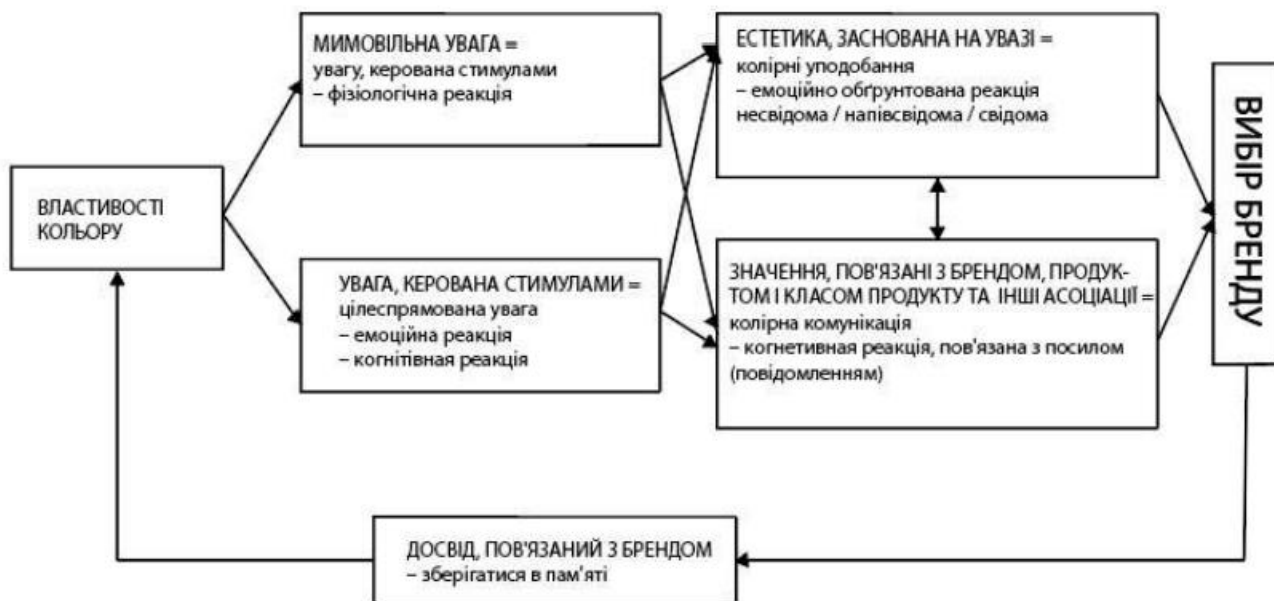 МИМОВІЛЬНА УВАГА =
увагу, керована стимулами
– фізіологічна реакція
ЕСТЕТИКА, ЗАСНОВАНА НА УВАЗІ =
колірні уподобання
– емоційно обґрунтована реакція
несвідома / напівсвідома / свідома
ВЛАСТИВОСТІ
КОЛЬОРУ
УВАГА, КЕРОВАНА СТИМУЛАМИ =
цілеспрямована увага
– емоційна реакція
– когнітівная реакція
ЗНАЧЕННЯ, ПОВ'ЯЗАНІ З БРЕНДОМ, ПРОДУК-
ТОМ І КЛАСОМ ПРОДУКТУ ТА ІНШІ АСОЦІАЦІЇ =
колірна комунікація
– когнетивная реакція, пов'язана з посилом
(повідомленням)
ВИБІР БРЕНДУ
ДОСВІД, ПОВ'ЯЗАНИЙ З БРЕНДОМ
– зберігатися в пам'яті